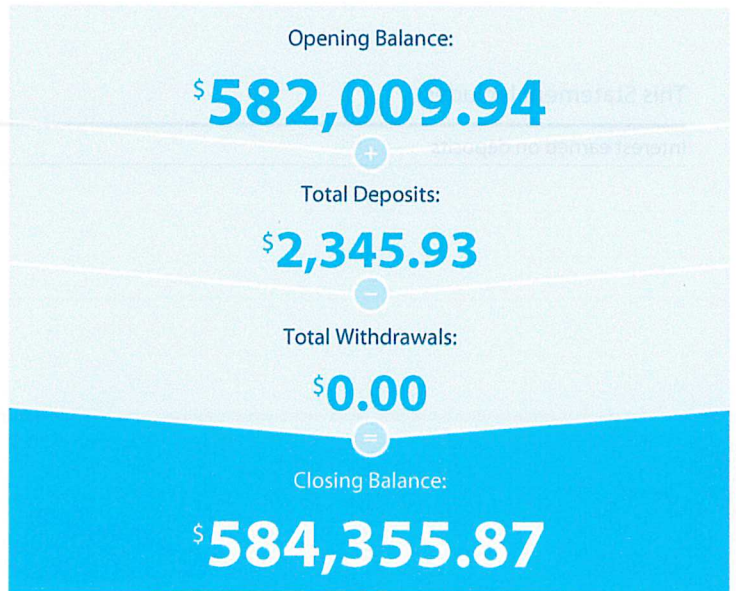 Opening Balance:
$582,009.94
+
Total Deposits:
$2,345.93
−
Total Withdrawals:
$0.00
=
Closing Balance:
$584,355.87